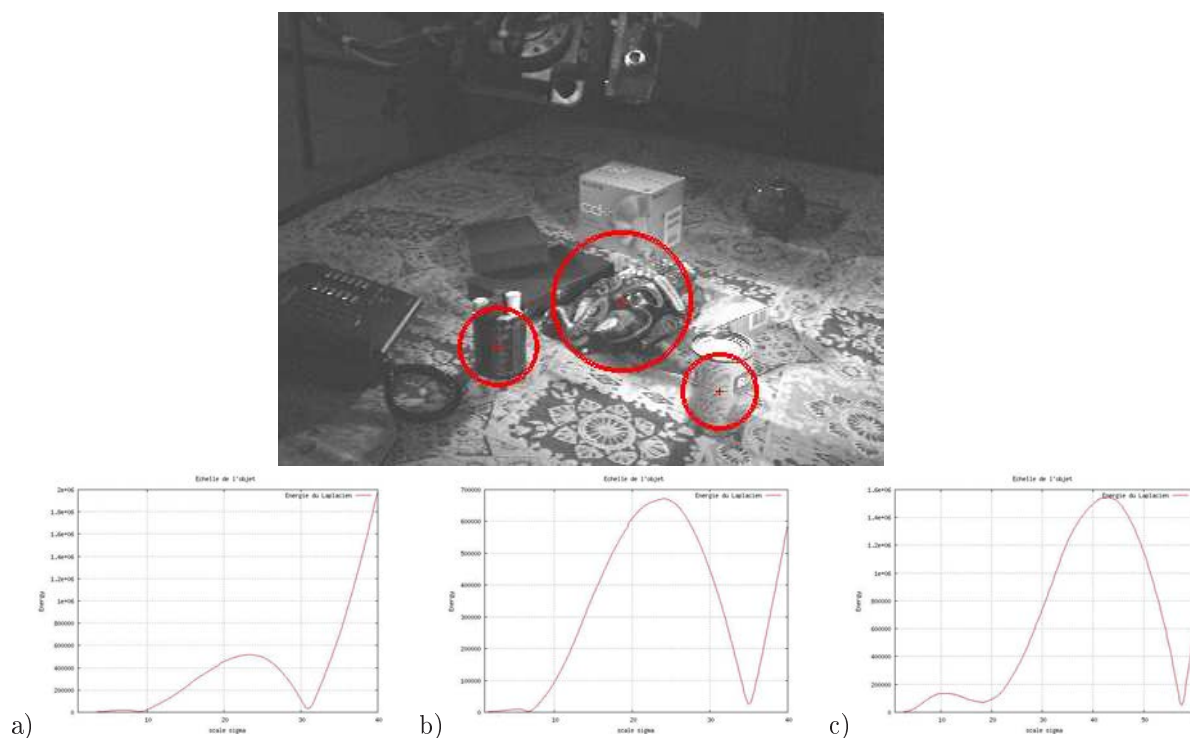 Echelle de l'objet
Energie du Laplacien
2e+06
1.8e+06
1.6e+06
1.4e+06
1.2e+06
1e+06
800000
600000
400000
200000
0
Energy
10
20
30
40
scale sigma
a)
Echelle de l'objet
Energie du Laplacien
700000
600000
500000
400000
300000
200000
100000
0
Energy
10
20
30
40
scale sigma
b)
Echelle de l'objet
Energie du Laplacien
1.6e+06
1.4e+06
1.2e+06
1e+06
800000
600000
400000
200000
0
Energy
10
20
30
40
50
scale sigma
c)